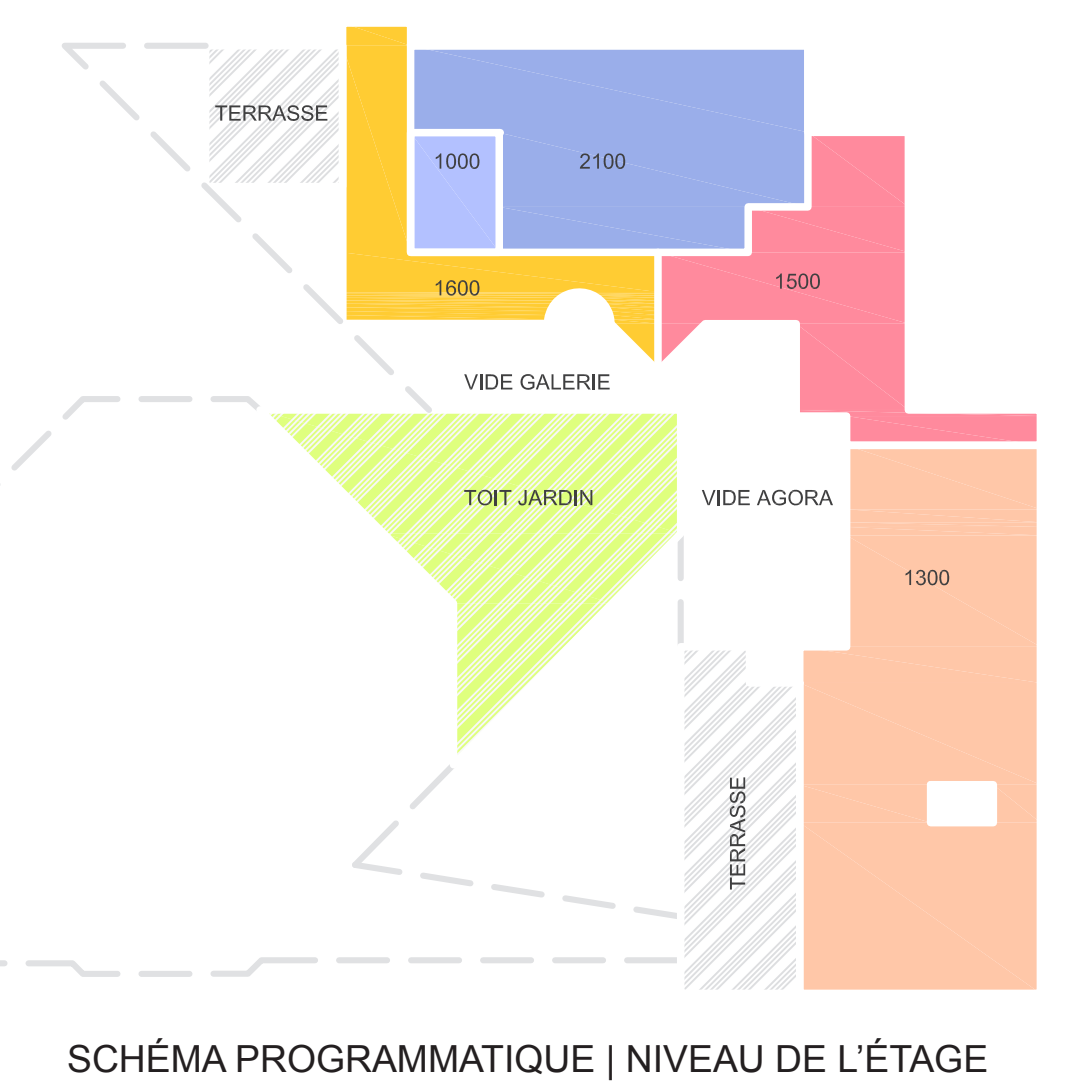 TERRASSE
1000
2100
1600
1500
VIDE GALERIE
TOIT JARDIN
VIDE AGORA
1300
TERRASSE
SCHÉMA PROGRAMMATIQUE | NIVEAU DE L'ÉTAGE